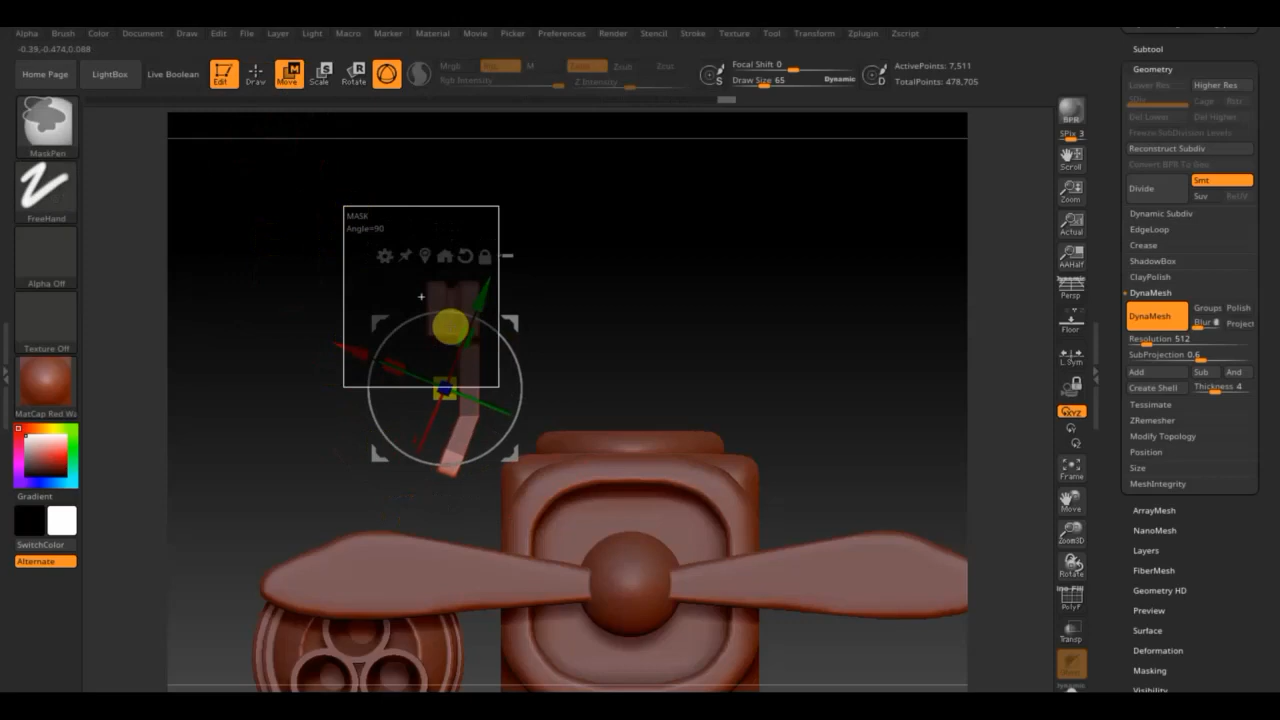 Alpha Brush Color Document Draw Edit File Layer Light Macro Marker Material Movie Picker Preferences Render Stencil Stroke Texture Tool Transform Zplugin Zscript
-0.39,-0.474,0.088
Home Page LightBox Live Boolean Edit Draw Move Scale Rotate
Mrgb M Zsub
Rgb Intensity Z Intensity
Focal Shift 0
Draw Size 65 Dynamic
S D
ActivePoints: 7,511
TotalPoints: 478,705
MaskPen
FreeHand
Alpha Off
Texture Off
MatCap Red Wa
Gradient
SwitchColor
Alternate
MASK
Angle=90
BPR
SPix 3
Scroll
Zoom
Actual
AAHalf
Dynamic
Persp
Floor
L.Sym
XYZ
Frame
Move
Zoom3D
Rotate
PolyF
Transp
Subtool
Geometry
Lower Res Higher Res
SDiv Cage Rstr
Del Lower Del Higher
Freeze SubDivision Levels
Reconstruct Subdiv
Convert BPR To Geo
Divide Smt
Suv ReUV
Dynamic Subdiv
EdgeLoop
Crease
ShadowBox
ClayPolish
DynaMesh
DynaMesh Groups Polish
Blur Project
Resolution 512
SubProjection 0.6
Add Sub And
Create Shell Thickness 4
Tessimate
ZRemesher
Modify Topology
Position
Size
MeshIntegrity
ArrayMesh
NanoMesh
Layers
FiberMesh
Geometry HD
Preview
Surface
Deformation
Masking